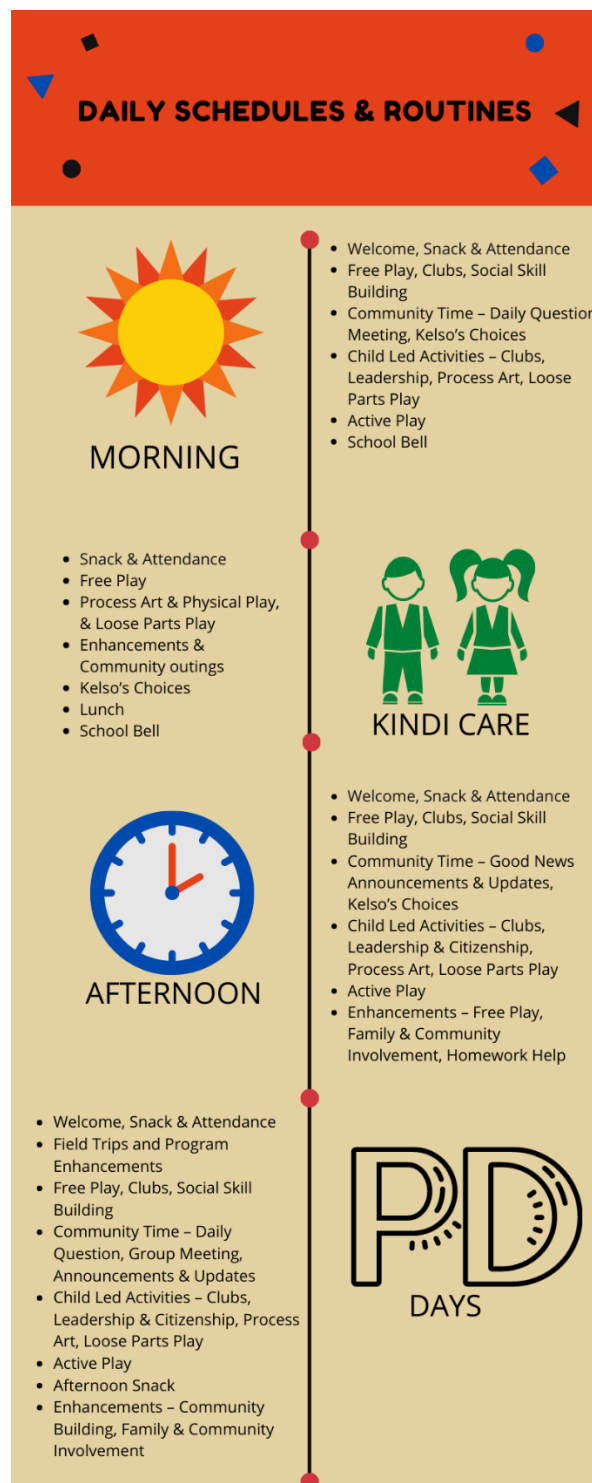 DAILY SCHEDULES & ROUTINES
• Welcome, Snack & Attendance
• Free Play, Clubs, Social Skill
Building
• Community Time – Daily Question
Meeting, Kelso's Choices
• Child Led Activities – Clubs,
Leadership, Process Art, Loose
Parts Play
• Active Play
• School Bell
MORNING
• Snack & Attendance
• Free Play
• Process Art & Physical Play,
& Loose Parts Play
• Enhancements &
Community outings
• Kelso's Choices
• Lunch
• School Bell
KINDI CARE
• Welcome, Snack & Attendance
• Free Play, Clubs, Social Skill
Building
• Community Time – Good News
Announcements & Updates,
Kelso's Choices
• Child Led Activities – Clubs,
Leadership & Citizenship,
Process Art, Loose Parts Play
• Active Play
• Enhancements – Free Play,
Family & Community
Involvement, Homework Help
AFTERNOON
• Welcome, Snack & Attendance
• Field Trips and Program
Enhancements
• Free Play, Clubs, Social Skill
Building
• Community Time – Daily
Question, Group Meeting,
Announcements & Updates
• Child Led Activities – Clubs,
Leadership & Citizenship, Process
Art, Loose Parts Play
• Active Play
• Afternoon Snack
• Enhancements – Community
Building, Family & Community
Involvement
PD
DAYS